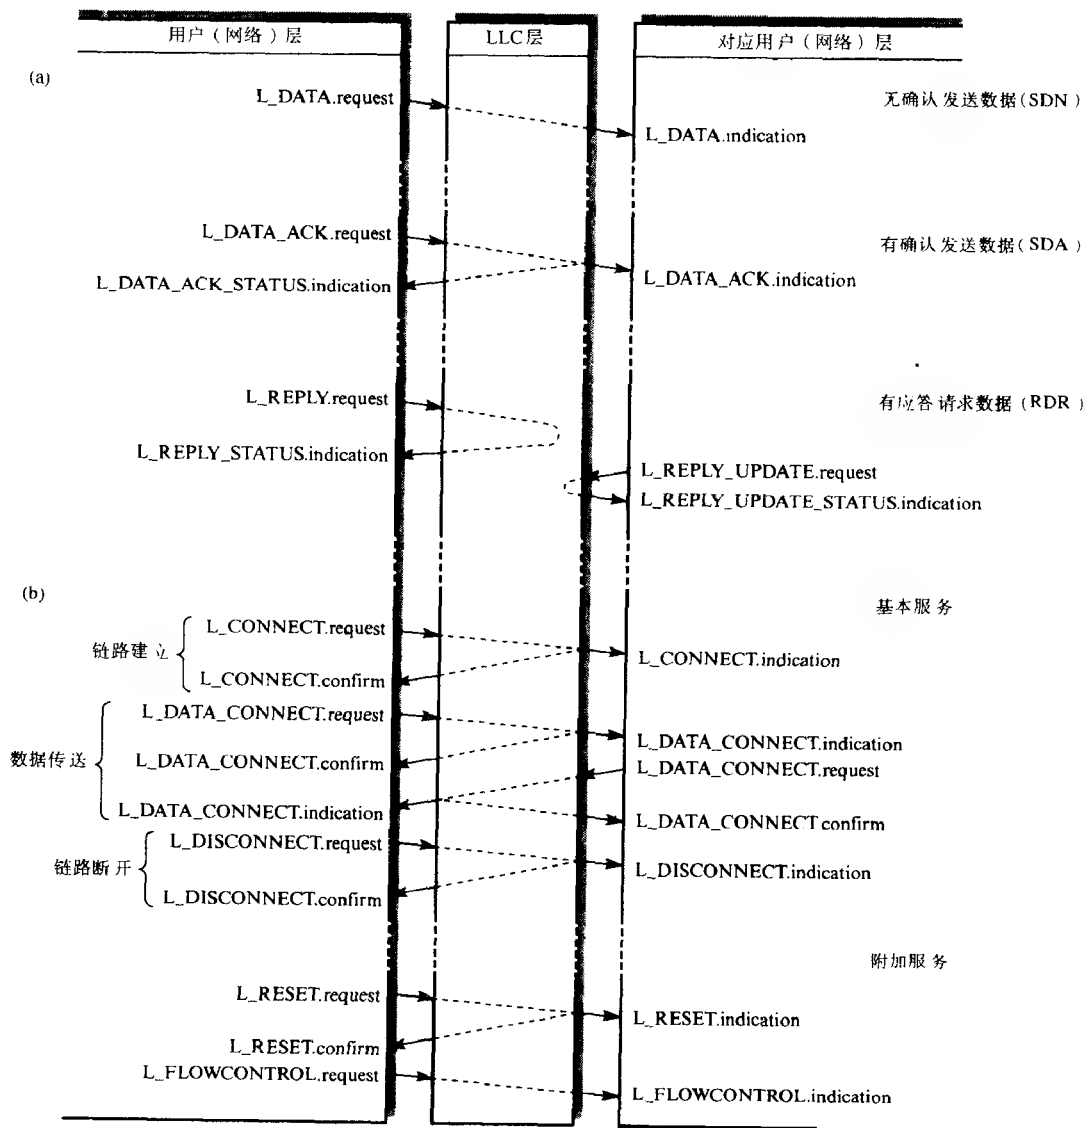 用户（网络）层
LLC层
对应用户（网络）层
(a)
L_DATA.request
无确认发送数据(SDN)
L_DATA.indication
L_DATA_ACK.request
有确认发送数据(SDA)
L_DATA_ACK_STATUS.indication
L_DATA_ACK.indication
L_REPLY.request
有应答请求数据(RDR)
L_REPLY_STATUS.indication
L_REPLY_UPDATE.request
L_REPLY_UPDATE_STATUS.indication
(b)
基本服务
链路建立
L_CONNECT.request
L_CONNECT.indication
L_CONNECT.confirm
数据传送
L_DATA_CONNECT.request
L_DATA_CONNECT.indication
L_DATA_CONNECT.confirm
L_DATA_CONNECT.request
L_DATA_CONNECT.indication
L_DATA_CONNECT confirm
链路断开
L_DISCONNECT.request
L_DISCONNECT.indication
L_DISCONNECT.confirm
附加服务
L_RESET.request
L_RESET.indication
L_RESET.confirm
L_FLOWCONTROL.request
L_FLOWCONTROL.indication